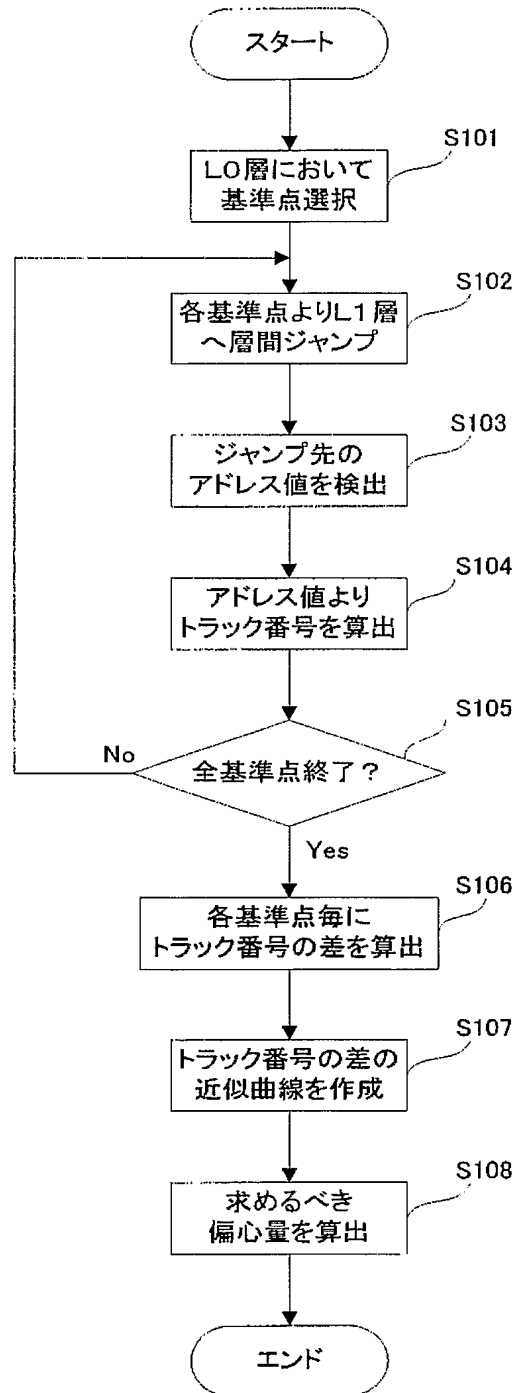 スタート
S101
L0層において
基準点選択
S102
各基準点よりL1層
へ層間ジャンプ
S103
ジャンプ先の
アドレス値を検出
S104
アドレス値より
トラック番号を算出
S105
No
全基準点終了？
Yes
S106
各基準点毎に
トラック番号の差を算出
S107
トラック番号の差の
近似曲線を作成
S108
求めるべき
偏心量を算出
エンド